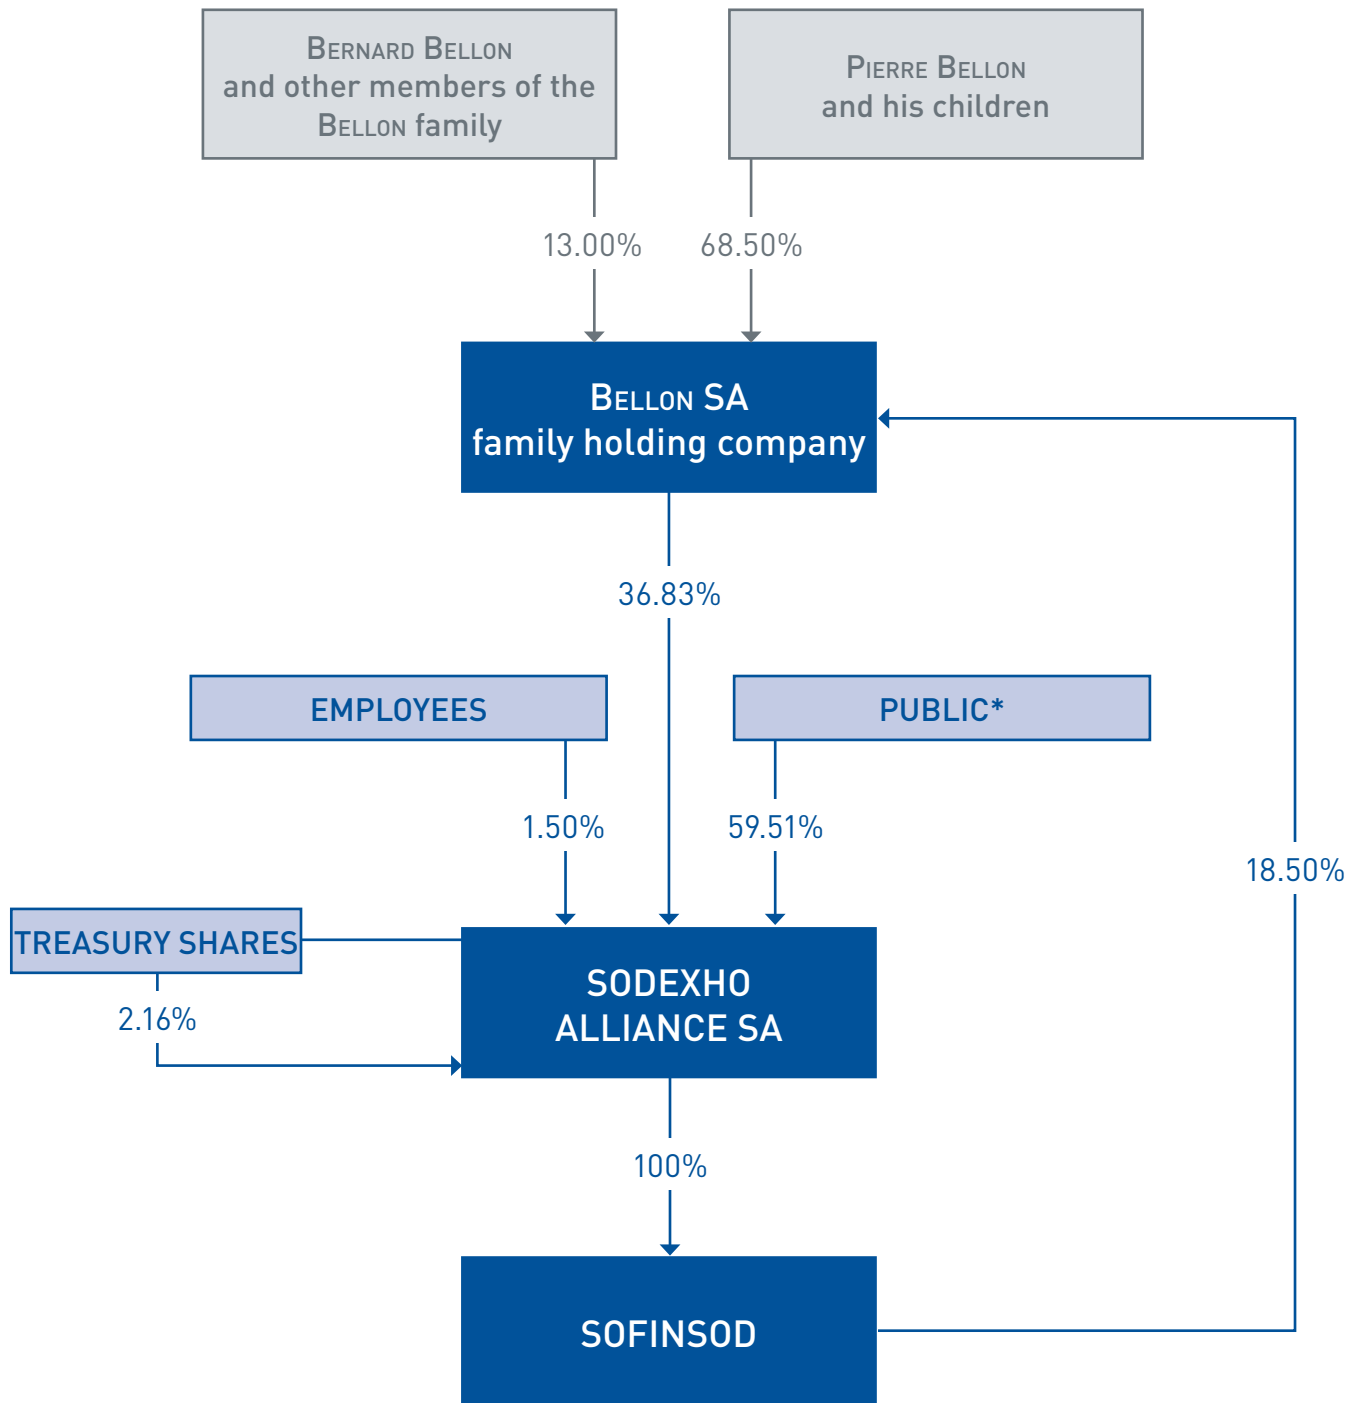 Bernard Bellon
and other members of the
Bellon family
Pierre Bellon
and his children
13.00%
68.50%
Bellon SA
family holding company
36.83%
EMPLOYEES
PUBLIC*
1.50%
59.51%
18.50%
TREASURY SHARES
2.16%
SODEXHO
ALLIANCE SA
100%
SOFINSOD